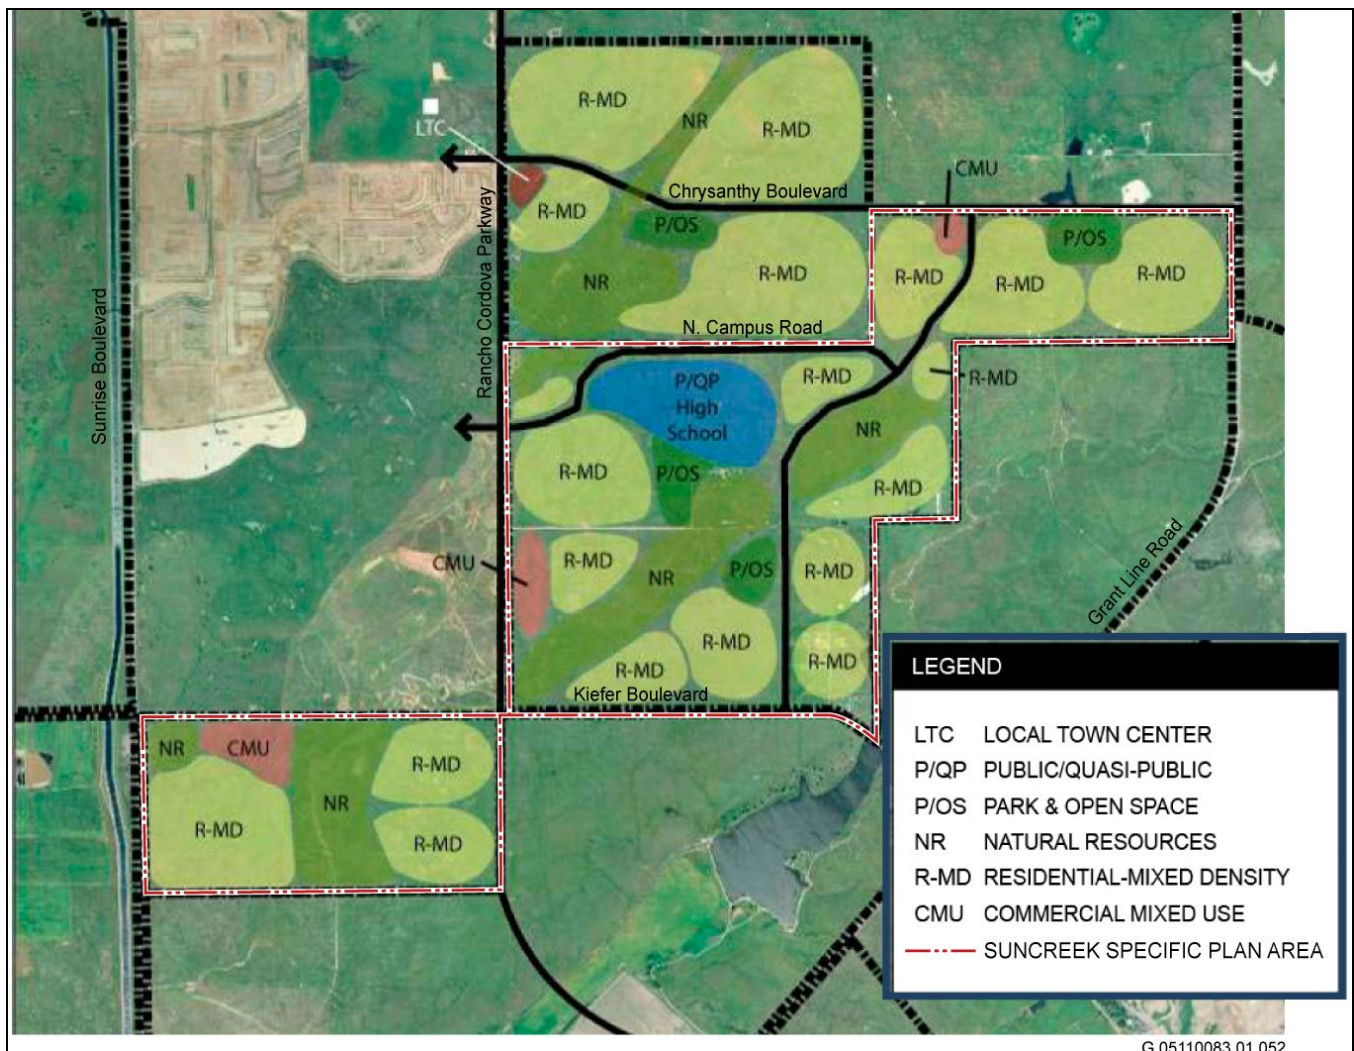 R-MD
NR
R-MD
LTC
CMU
Chrysanthy Boulevard
R-MD
P/OS
P/OS
R-MD
R-MD
R-MD
R-MD
NR
Rancho Cordova Parkway
N. Campus Road
Sunrise Boulevard
R-MD
R-MD
P/QP
High
School
NR
R-MD
P/OS
R-MD
CMU
R-MD
NR
P/OS
R-MD
Grant Line Road
R-MD
R-MD
R-MD
Kiefer Boulevard
NR
CMU
R-MD
NR
R-MD
R-MD
LEGEND
LTC LOCAL TOWN CENTER
P/QP PUBLIC/QUASI-PUBLIC
P/OS PARK & OPEN SPACE
NR NATURAL RESOURCES
R-MD RESIDENTIAL-MIXED DENSITY
CMU COMMERCIAL MIXED USE
SUNCREEK SPECIFIC PLAN AREA
G 05110083.01 052